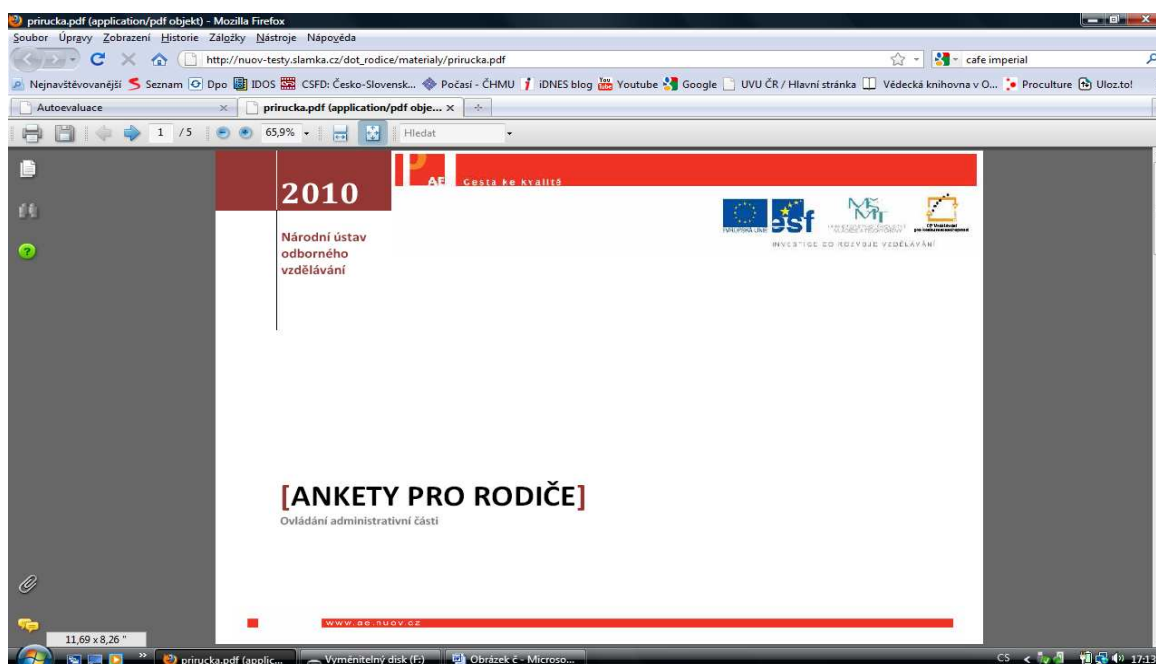 prirucka.pdf (application/pdf objekt) - Mozilla Firefox
Soubor Úpravy Zobrazení Historie Záložky Nástroje Nápověda
http://nuov-testy.slamka.cz/dot_rodice/materialy/prirucka.pdf
cafe imperial
Nejnavštěvovanější Seznam Dpo IDOS CSFD: Česko-Slovensk... Počasí - ČHMÚ iDNES blog Youtube Google UVU ČR / Hlavní stránka Védecká knihovna v O... Proculture Uloz.to!
Autoevaluace prirucka.pdf (application/pdf obje...
1 / 5 65,9% Hledat
AE Cesta ke kvalitě
2010
Národní ústav
odborného
vzdělávání
EVROPSKÁ UNIE esf
INVESTICE DO ROZVOJE VZDĚLÁVÁNÍ
[ANKETY PRO RODIČE]
Ovládání administrativní části
www.ae.nuov.cz
11,69 x 8,26 "
prirucka.pdf (applic... Vyměnitelný disk (F:) Obrázek č - Microso... CS 17:13